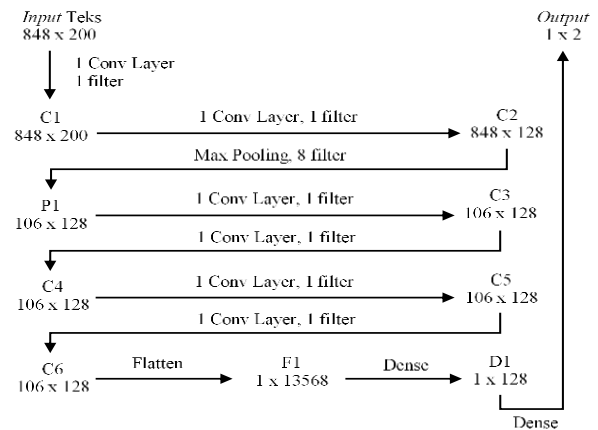 Input Teks
848 x 200
Output
1 x 2
1 Conv Layer
1 filter
C1
848 x 200
1 Conv Layer, 1 filter
C2
848 x 128
Max Pooling, 8 filter
P1
106 x 128
1 Conv Layer, 1 filter
C3
106 x 128
1 Conv Layer, 1 filter
C4
106 x 128
1 Conv Layer, 1 filter
C5
106 x 128
1 Conv Layer, 1 filter
C6
106 x 128
Flatten
F1
1 x 13568
Dense
D1
1 x 128
Dense